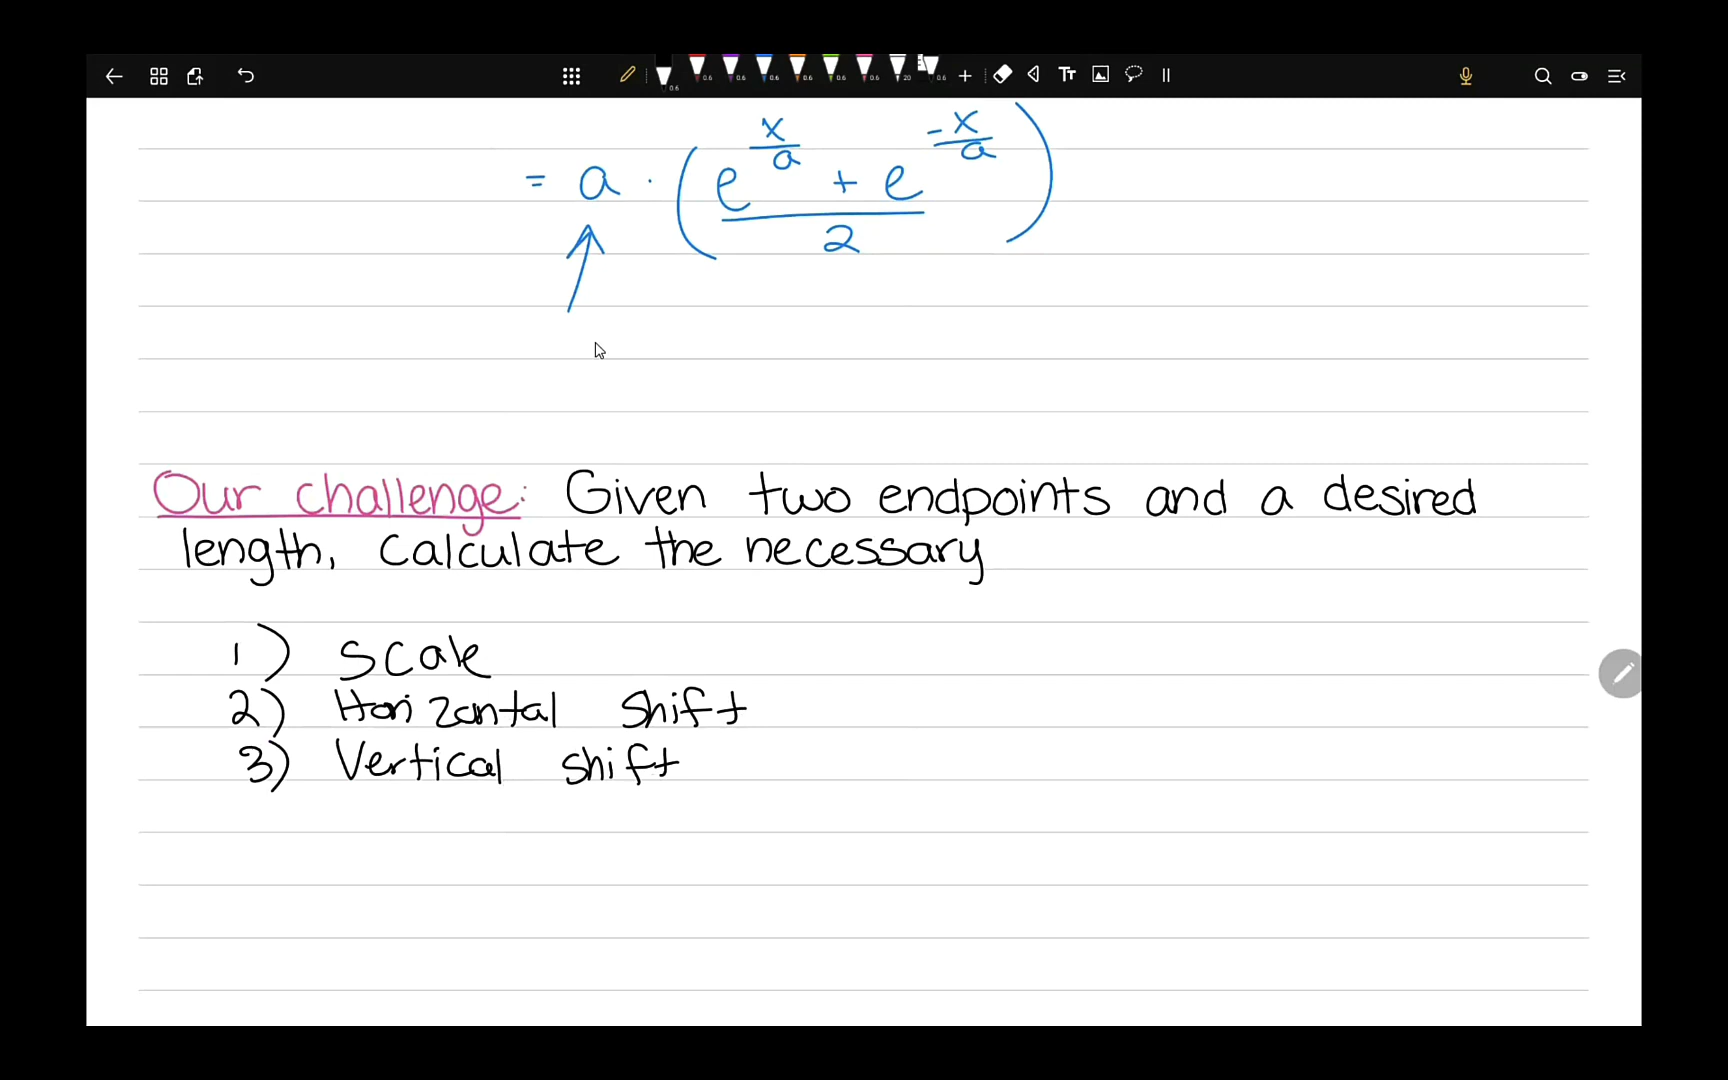 = a · ( (e^{x/a} + e^{-x/a}) / 2 )
Our challenge: Given two endpoints and a desired
length, calculate the necessary
1) Scale
2) Horizontal Shift
3) Vertical shift